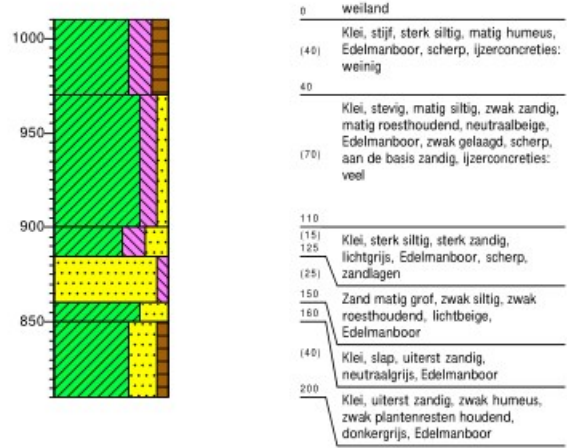 1000
950
900
850
0 weiland
(40) Klei, stijf, sterk siltig, matig humeus,
Edelmanboor, scherp, ijzerconcreties:
weinig
40
Klei, stevig, matig siltig, zwak zandig,
matig roesthoudend, neutraalbeige,
Edelmanboor, zwak gelaagd, scherp,
(70) aan de basis zandig, ijzerconcreties:
veel
110
(15) Klei, sterk siltig, sterk zandig,
125 lichtgrijs, Edelmanboor, scherp,
(25) zandlagen
150 Zand matig grof, zwak siltig, zwak
160 roesthoudend, lichtbeige,
Edelmanboor
(40) Klei, slap, uiterst zandig,
neutraalgrijs, Edelmanboor
200 Klei, uiterst zandig, zwak humeus,
zwak plantenresten houdend,
donkergrijs, Edelmanboor